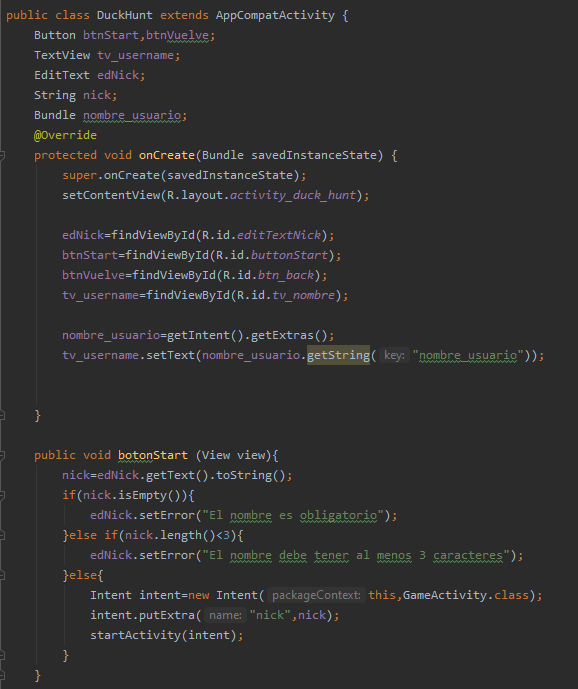 public class DuckHunt extends AppCompatActivity {
    Button btnStart,btnVuelve;
    TextView tv_username;
    EditText edNick;
    String nick;
    Bundle nombre_usuario;
    @Override
    protected void onCreate(Bundle savedInstanceState) {
        super.onCreate(savedInstanceState);
        setContentView(R.layout.activity_duck_hunt);

        edNick=findViewById(R.id.editTextNick);
        btnStart=findViewById(R.id.buttonStart);
        btnVuelve=findViewById(R.id.btn_back);
        tv_username=findViewById(R.id.tv_nombre);

        nombre_usuario=getIntent().getExtras();
        tv_username.setText(nombre_usuario.getString( key: "nombre_usuario"));

    }

    public void botonStart (View view){
        nick=edNick.getText().toString();
        if(nick.isEmpty()){
            edNick.setError("El nombre es obligatorio");
        }else if(nick.length()<3){
            edNick.setError("El nombre debe tener al menos 3 caracteres");
        }else{
            Intent intent=new Intent( packageContext: this,GameActivity.class);
            intent.putExtra( name: "nick",nick);
            startActivity(intent);
        }
    }